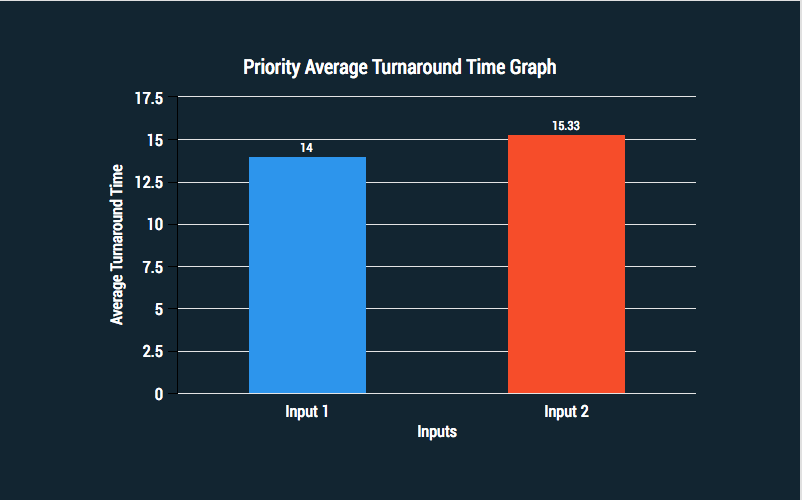 Priority Average Turnaround Time Graph
Average Turnaround Time
17.5
15
12.5
10
7.5
5
2.5
0
14
15.33
Input 1
Input 2
Inputs